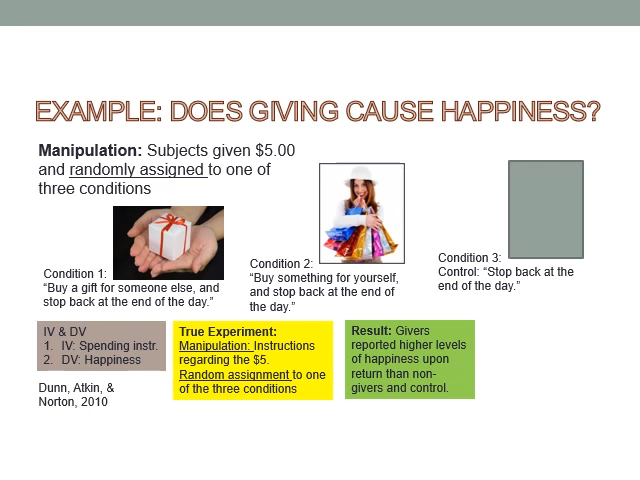 EXAMPLE: DOES GIVING CAUSE HAPPINESS?
Manipulation: Subjects given $5.00
and randomly assigned to one of
three conditions
Condition 1:
“Buy a gift for someone else, and
stop back at the end of the day.”
Condition 2:
“Buy something for yourself,
and stop back at the end of
the day.”
Condition 3:
Control: “Stop back at the
end of the day.”
IV & DV
1. IV: Spending instr.
2. DV: Happiness
True Experiment:
Manipulation: Instructions
regarding the $5.
Random assignment to one
of the three conditions
Result: Givers
reported higher levels
of happiness upon
return than non-
givers and control.
Dunn, Atkin, &
Norton, 2010